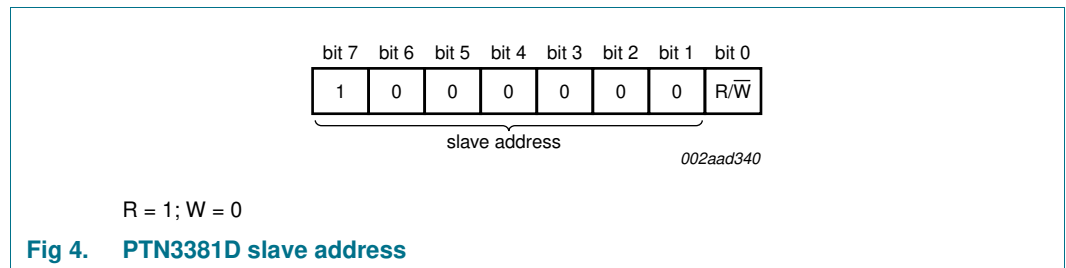 bit 7 bit 6 bit 5 bit 4 bit 3 bit 2 bit 1 bit 0
1 0 0 0 0 0 0 R/W̅
slave address
002aad340
R = 1; W = 0
Fig 4. PTN3381D slave address